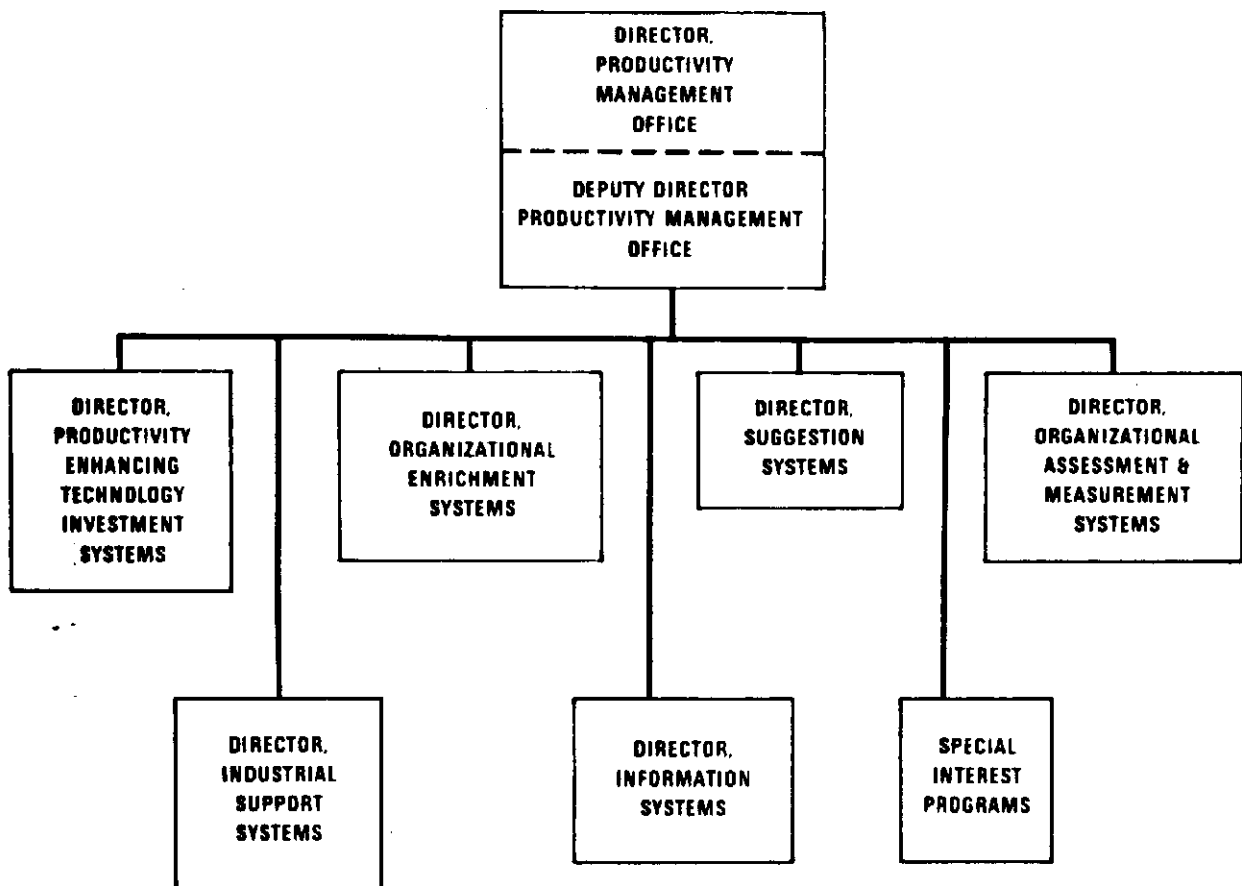 DIRECTOR,
PRODUCTIVITY
MANAGEMENT
OFFICE
DEPUTY DIRECTOR
PRODUCTIVITY MANAGEMENT
OFFICE
DIRECTOR,
PRODUCTIVITY
ENHANCING
TECHNOLOGY
INVESTMENT
SYSTEMS
DIRECTOR,
ORGANIZATIONAL
ENRICHMENT
SYSTEMS
DIRECTOR,
SUGGESTION
SYSTEMS
DIRECTOR,
ORGANIZATIONAL
ASSESSMENT &
MEASUREMENT
SYSTEMS
DIRECTOR,
INDUSTRIAL
SUPPORT
SYSTEMS
DIRECTOR,
INFORMATION
SYSTEMS
SPECIAL
INTEREST
PROGRAMS